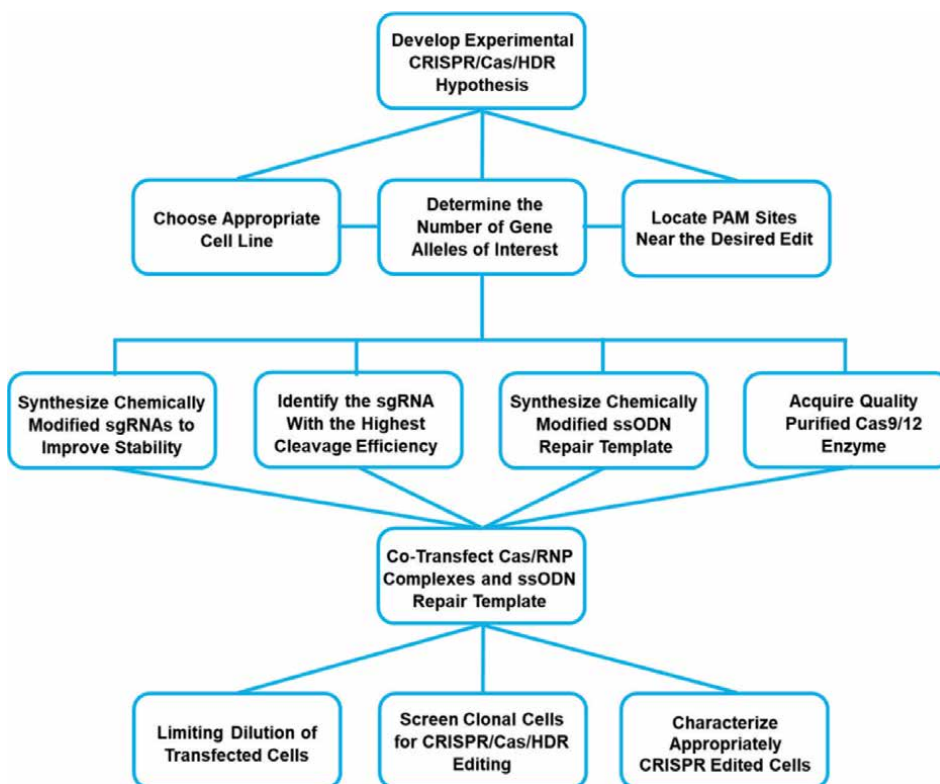 Develop Experimental
CRISPR/Cas/HDR
Hypothesis
Choose Appropriate
Cell Line
Determine the
Number of Gene
Alleles of Interest
Locate PAM Sites
Near the Desired Edit
Synthesize Chemically
Modified sgRNAs to
Improve Stability
Identify the sgRNA
With the Highest
Cleavage Efficiency
Synthesize Chemically
Modified ssODN
Repair Template
Acquire Quality
Purified Cas9/12
Enzyme
Co-Transfect Cas/RNP
Complexes and ssODN
Repair Template
Limiting Dilution of
Transfected Cells
Screen Clonal Cells
for CRISPR/Cas/HDR
Editing
Characterize
Appropriately
CRISPR Edited Cells